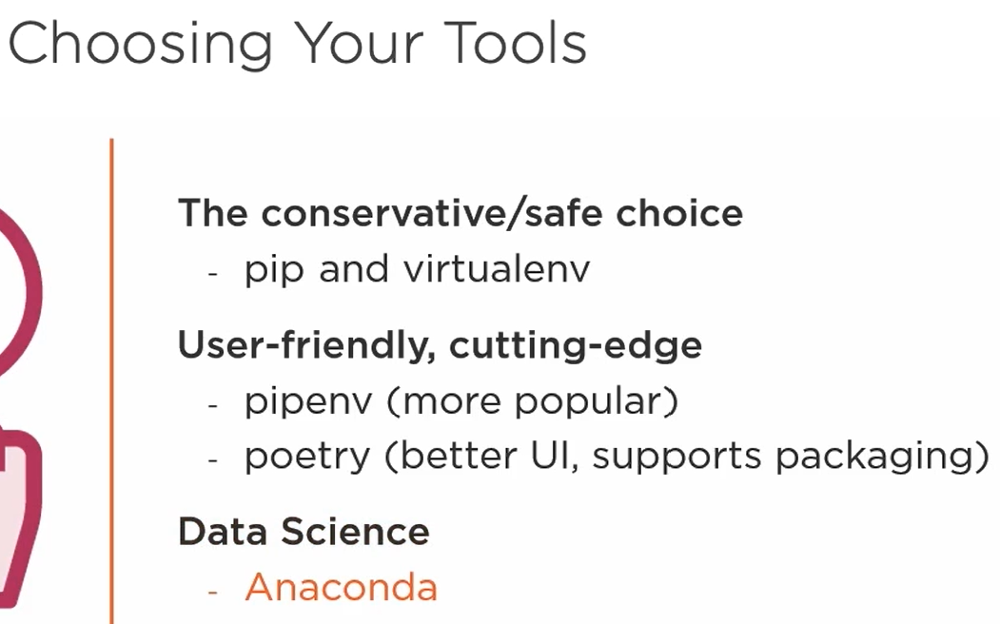 Choosing Your Tools
The conservative/safe choice
- pip and virtualenv
User-friendly, cutting-edge
- pipenv (more popular)
- poetry (better UI, supports packaging)
Data Science
- Anaconda